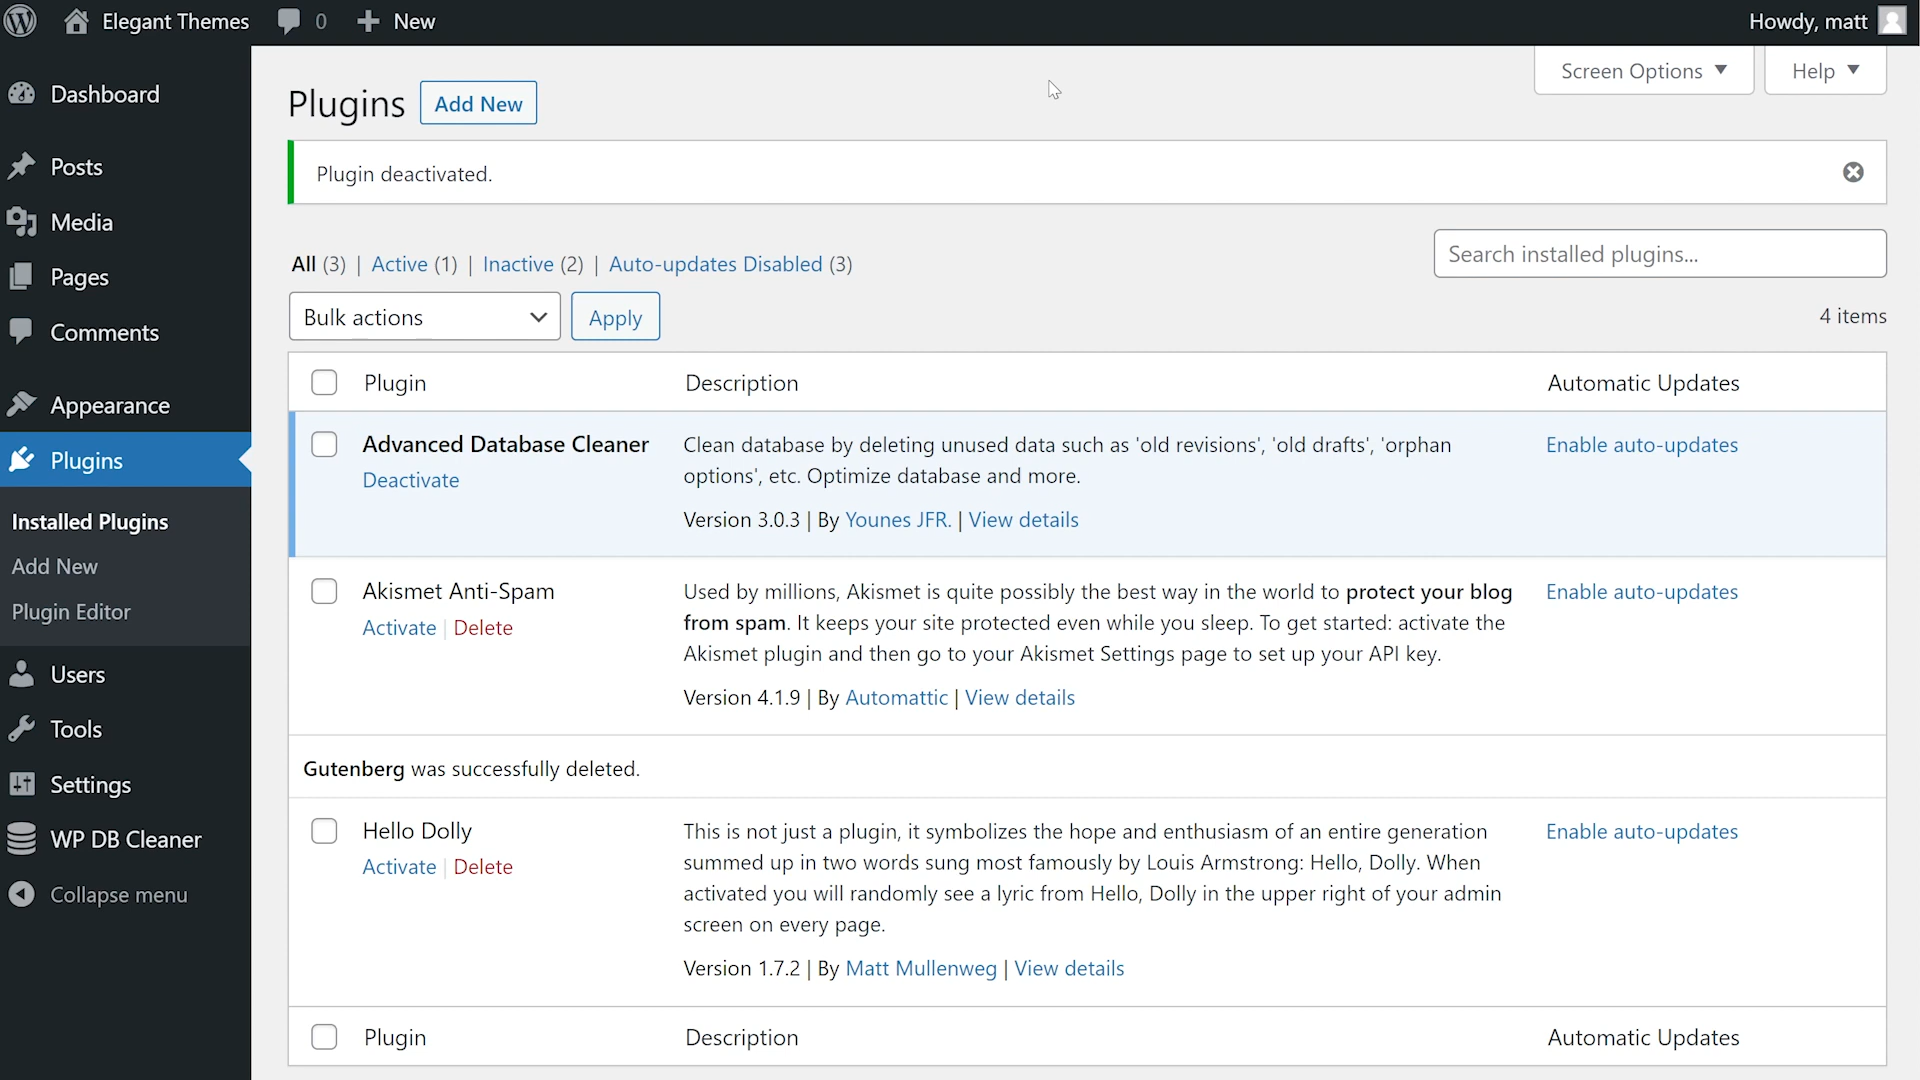 Elegant Themes 0 New Howdy, matt
Dashboard
Posts
Media
Pages
Comments
Appearance
Plugins
Installed Plugins
Add New
Plugin Editor
Users
Tools
Settings
WP DB Cleaner
Collapse menu
Screen Options Help
Plugins Add New
Plugin deactivated.
All (3) | Active (1) | Inactive (2) | Auto-updates Disabled (3)
Search installed plugins...
Bulk actions Apply
4 items
Plugin Description Automatic Updates
Advanced Database Cleaner
Deactivate
Clean database by deleting unused data such as 'old revisions', 'old drafts', 'orphan
options', etc. Optimize database and more.
Version 3.0.3 | By Younes JFR. | View details
Enable auto-updates
Akismet Anti-Spam
Activate | Delete
Used by millions, Akismet is quite possibly the best way in the world to protect your blog
from spam. It keeps your site protected even while you sleep. To get started: activate the
Akismet plugin and then go to your Akismet Settings page to set up your API key.
Version 4.1.9 | By Automattic | View details
Enable auto-updates
Gutenberg was successfully deleted.
Hello Dolly
Activate | Delete
This is not just a plugin, it symbolizes the hope and enthusiasm of an entire generation
summed up in two words sung most famously by Louis Armstrong: Hello, Dolly. When
activated you will randomly see a lyric from Hello, Dolly in the upper right of your admin
screen on every page.
Version 1.7.2 | By Matt Mullenweg | View details
Enable auto-updates
Plugin Description Automatic Updates